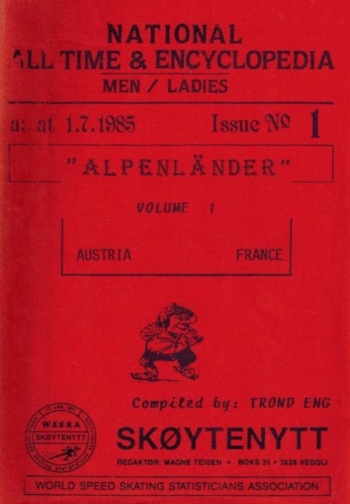 NATIONAL
ALL TIME & ENCYCLOPEDIA
MEN / LADIES
as at 1.7.1985 Issue Nº 1
"ALPENLÄNDER"
VOLUME 1
AUSTRIA FRANCE
Compiled by: TROND ENG
W.S.S.S.A
SKØYTENYTT
SKØYTENYTT
REDAKTØR: MAGNE TEIGEN • BOKS 31 • 3628 VEGGLI
WORLD SPEED SKATING STATISTICIANS ASSOCIATION